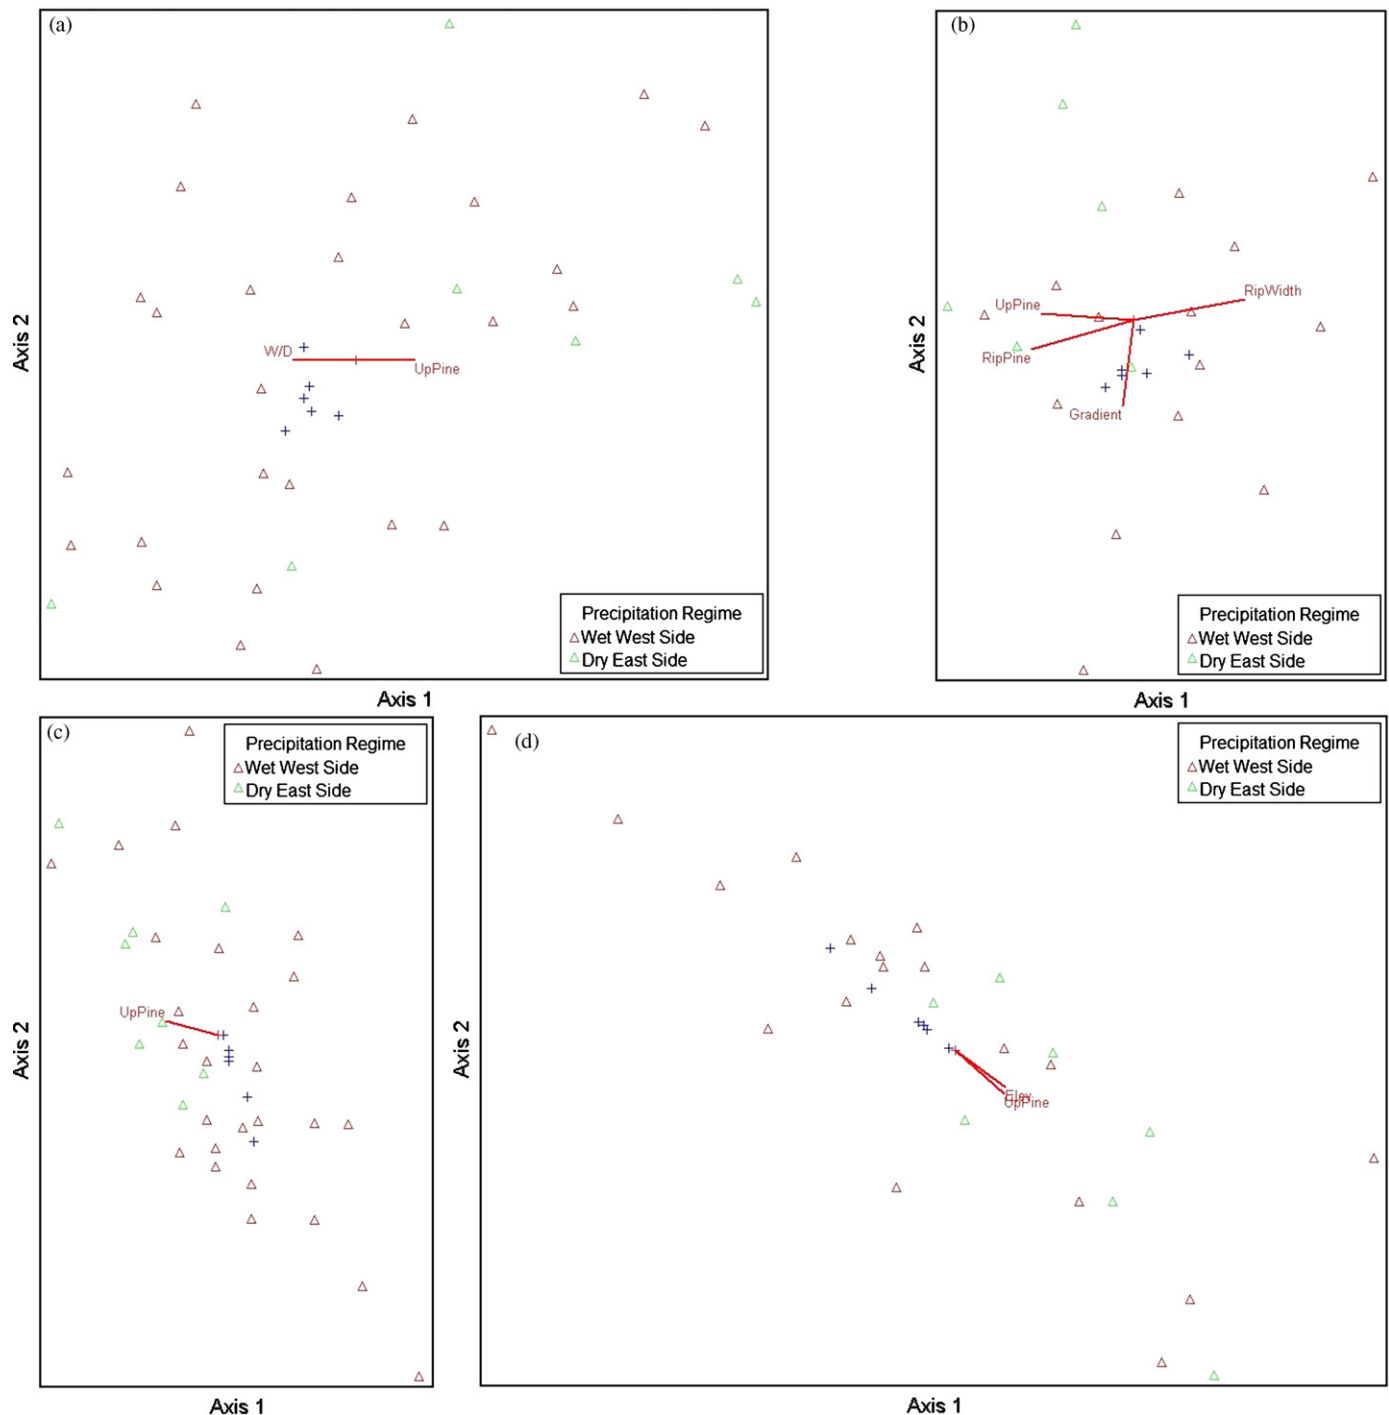 (a)
W/D
UpPine
Precipitation Regime
Wet West Side
Dry East Side
Axis 2
Axis 1
(b)
UpPine
RipWidth
RipPine
Gradient
Precipitation Regime
Wet West Side
Dry East Side
Axis 2
Axis 1
(c)
Precipitation Regime
Wet West Side
Dry East Side
UpPine
Axis 2
Axis 1
(d)
Precipitation Regime
Wet West Side
Dry East Side
Elev
UpPine
Axis 2
Axis 1